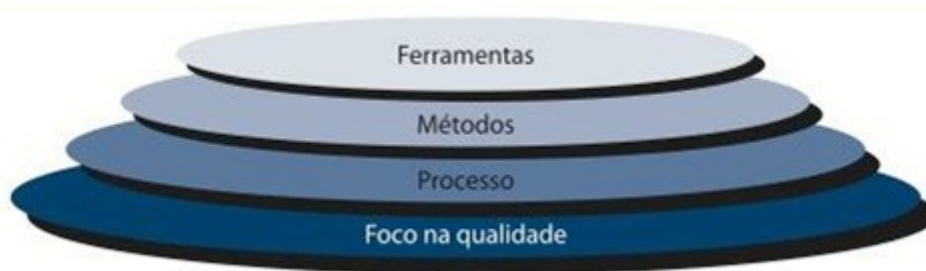 Ferramentas
Métodos
Processo
Foco na qualidade